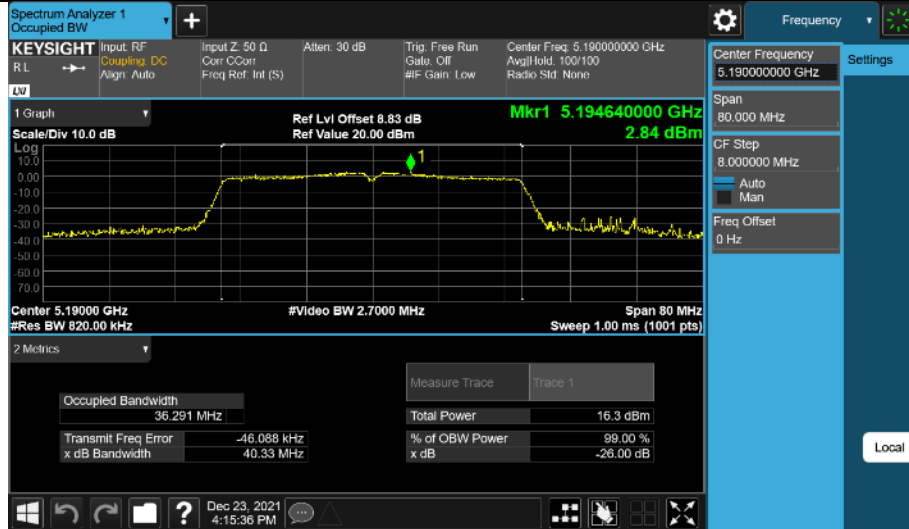 Spectrum Analyzer 1
Occupied BW
Frequency
KEYSIGHT
RL
LXI
Input: RF
Coupling: DC
Align: Auto
Input Z: 50 Ω
Corr CCorr
Freq Ref: Int (S)
Atten: 30 dB
Trig: Free Run
Gate: Off
#IF Gain: Low
Center Freq: 5.190000000 GHz
Avg|Hold: 100/100
Radio Std: None
Center Frequency
5.190000000 GHz
Settings
Span
80.000 MHz
CF Step
8.000000 MHz
Auto
Man
Freq Offset
0 Hz
Local
1 Graph
Scale/Div 10.0 dB
Ref Lvl Offset 8.83 dB
Ref Value 20.00 dBm
Mkr1 5.194640000 GHz
2.84 dBm
Log
10.0
0.00
-10.0
-20.0
-30.0
-40.0
-50.0
-60.0
-70.0
1
Center 5.19000 GHz
#Res BW 820.00 kHz
#Video BW 2.7000 MHz
Span 80 MHz
Sweep 1.00 ms (1001 pts)
2 Metrics
Measure Trace
Trace 1
Occupied Bandwidth
36.291 MHz
Total Power
16.3 dBm
Transmit Freq Error
-46.088 kHz
% of OBW Power
99.00 %
x dB Bandwidth
40.33 MHz
x dB
-26.00 dB
?
Dec 23, 2021
4:15:36 PM